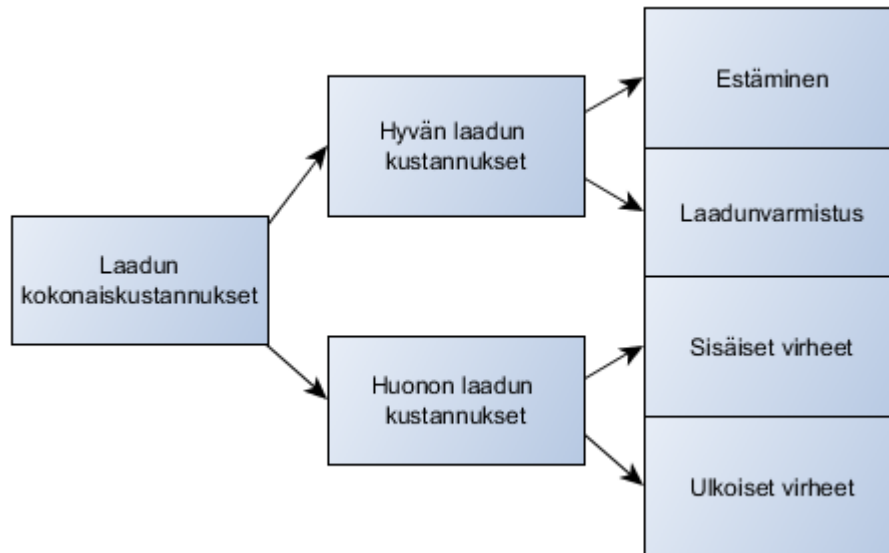 Laadun
kokonaiskustannukset
Hyvän laadun
kustannukset
Huonon laadun
kustannukset
Estäminen
Laadunvarmistus
Sisäiset virheet
Ulkoiset virheet